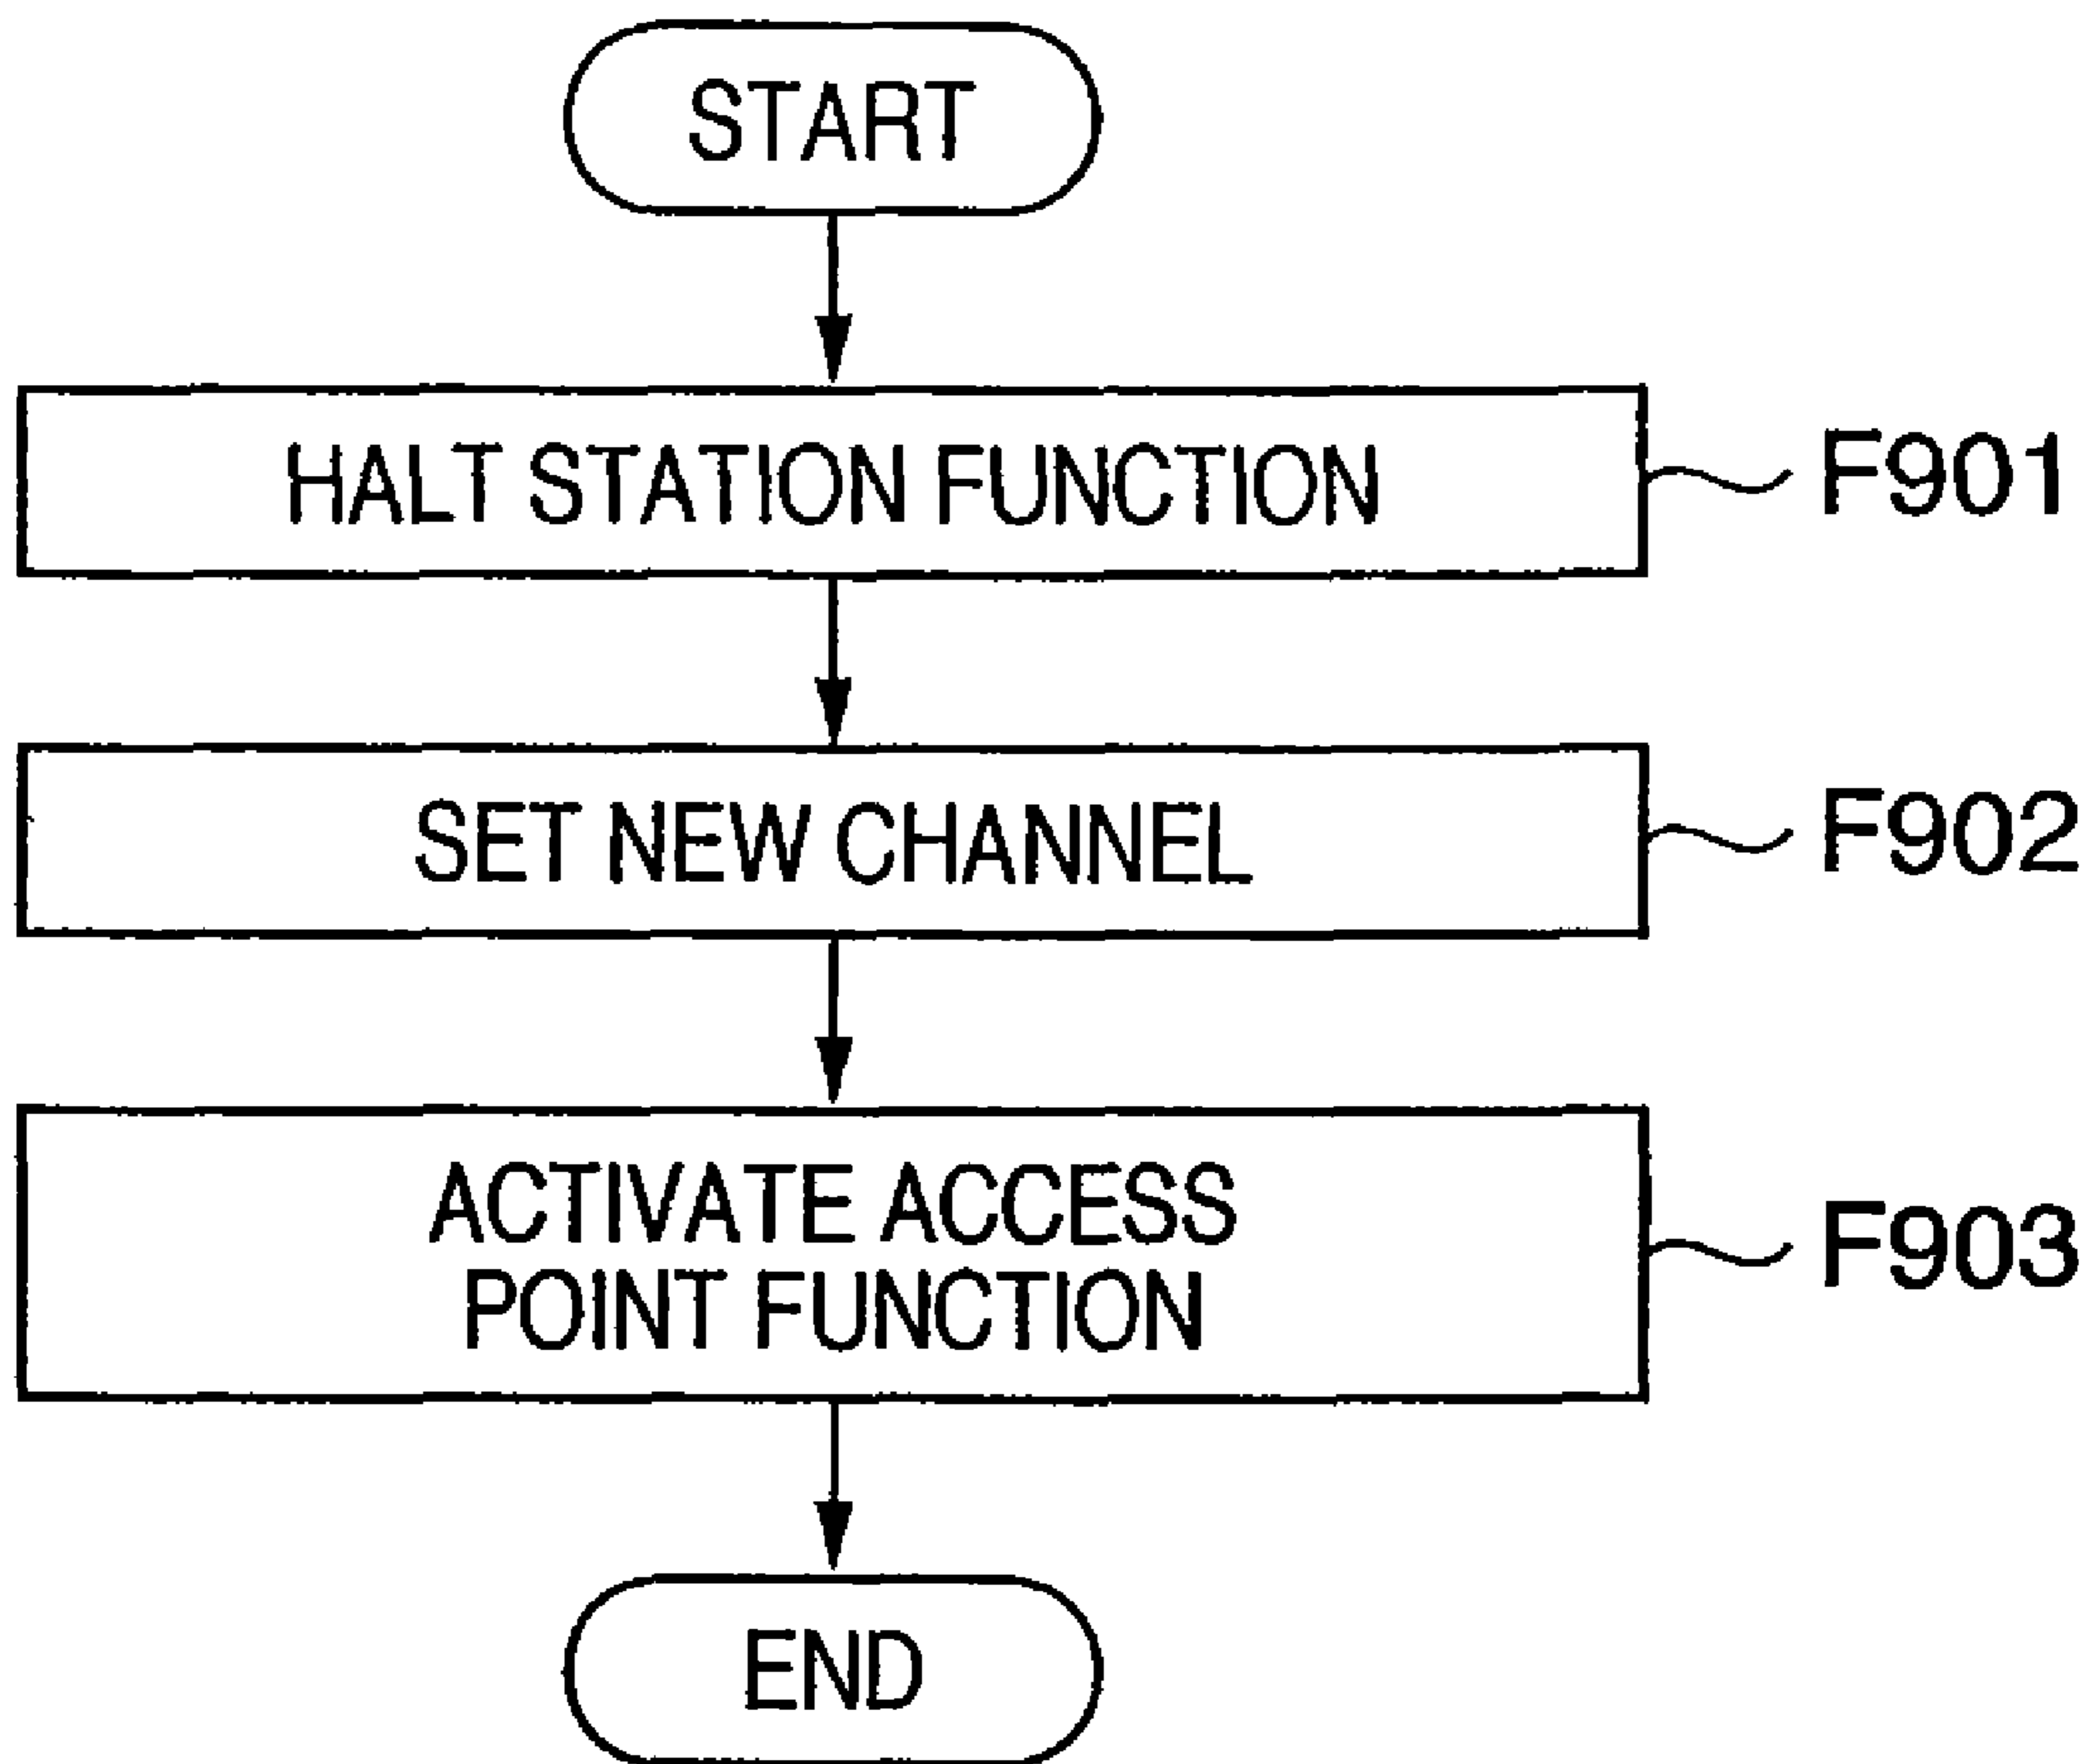 START
HALT STATION FUNCTION
F901
SET NEW CHANNEL
F902
ACTIVATE ACCESS
POINT FUNCTION
F903
END